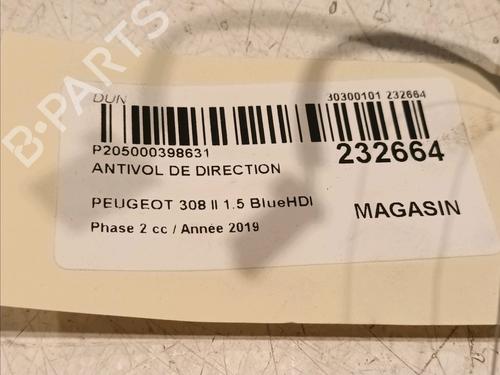 B-PARTS
DUN
30300101 232664
P205000398631
232664
ANTIVOL DE DIRECTION
PEUGEOT 308 II 1.5 BlueHDI
MAGASIN
Phase 2 cc / Année 2019